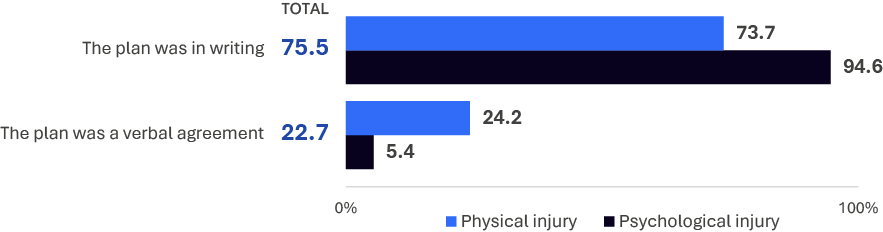 TOTAL
The plan was in writing 75.5 73.7
94.6
The plan was a verbal agreement 22.7 24.2
5.4
0% 100%
Physical injury Psychological injury